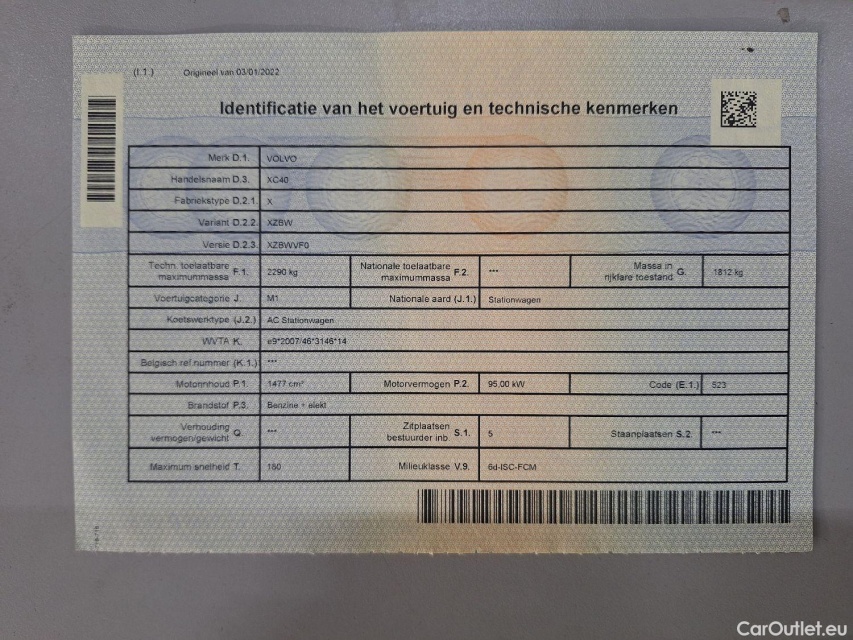 (I.1.) Origineel van 03/01/2022
Identificatie van het voertuig en technische kenmerken
Merk D.1. VOLVO
Handelsnaam D.3. XC40
Fabriekstype D.2.1. X
Variant D.2.2. XZBW
Versie D.2.3. XZBWVF0
Techn. toelaatbare maximummassa F.1. 2290 kg Nationale toelaatbare maximummassa F.2. *** Massa in rijklare toestand G. 1812 kg
Voertuigcategorie J. M1 Nationale aard (J.1.) Stationwagen
Koetswerktype (J.2.) AC Stationwagen
WVTA K. e9*2007/46*3146*14
Belgisch ref nummer (K.1.) ***
Motorinhoud P.1. 1477 cm³ Motorvermogen P.2. 95,00 kW Code (E.1.) 523
Brandstof P.3. Benzine + elekt
Verhouding vermogen/gewicht Q. *** Zitplaatsen bestuurder inb. S.1. 5 Staanplaatsen S.2. ***
Maximum snelheid T. 180 Milieuklasse V.9. 6d-ISC-FCM
CarOutlet.eu